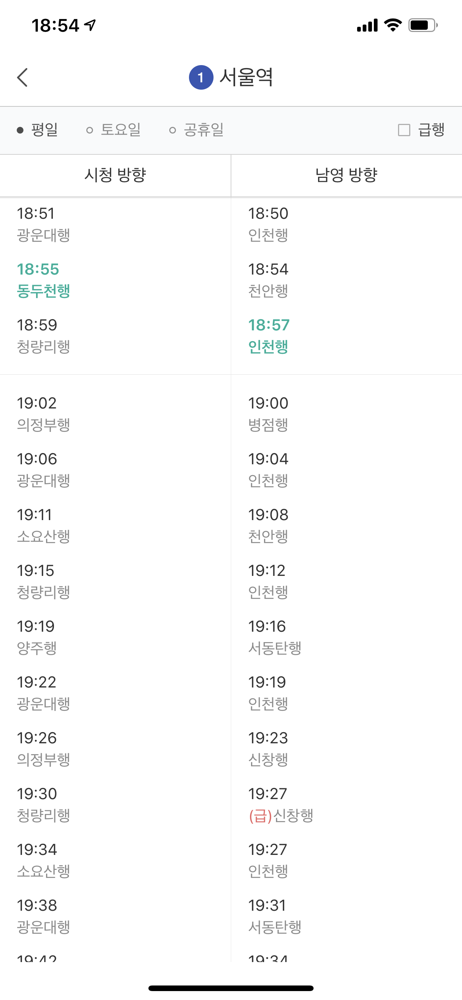 18:54
1 서울역
평일 토요일 공휴일 급행
시청 방향 남영 방향
18:51 18:50
광운대행 인천행
18:55 18:54
동두천행 천안행
18:59 18:57
청량리행 인천행
19:02 19:00
의정부행 병점행
19:06 19:04
광운대행 인천행
19:11 19:08
소요산행 천안행
19:15 19:12
청량리행 인천행
19:19 19:16
양주행 서동탄행
19:22 19:19
광운대행 인천행
19:26 19:23
의정부행 신창행
19:30 19:27
청량리행 (급)신창행
19:34 19:27
소요산행 인천행
19:38 19:31
광운대행 서동탄행
19:42 19:34